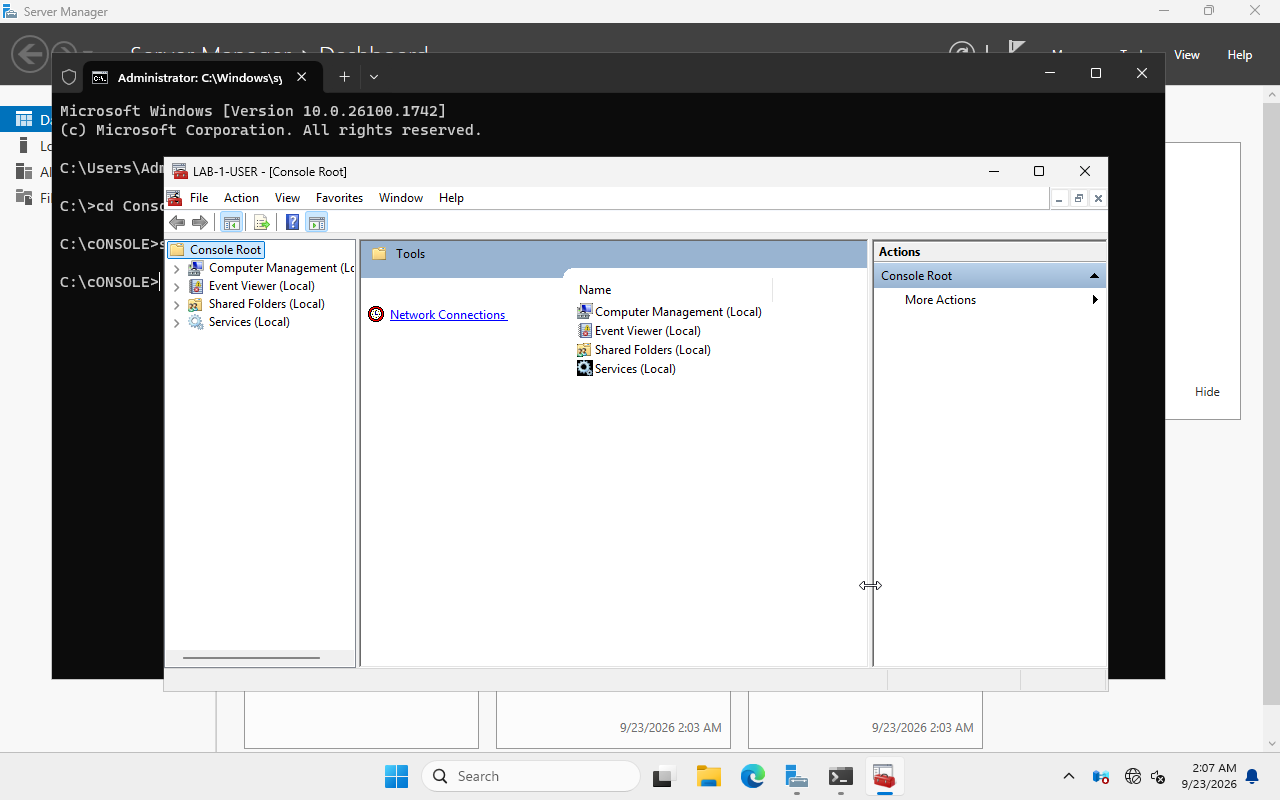 Server Manager
View Help
Administrator: C:\Windows\sy
Microsoft Windows [Version 10.0.26100.1742]
(c) Microsoft Corporation. All rights reserved.
C:\Users\Adm
C:\>cd Conso
C:\cONSOLE>s
C:\cONSOLE>
LAB-1-USER - [Console Root]
File Action View Favorites Window Help
Console Root
Computer Management (Lo
Event Viewer (Local)
Shared Folders (Local)
Services (Local)
Tools
Network Connections
Name
Computer Management (Local)
Event Viewer (Local)
Shared Folders (Local)
Services (Local)
Actions
Console Root
More Actions
Hide
9/23/2026 2:03 AM
9/23/2026 2:03 AM
Search
2:07 AM
9/23/2026